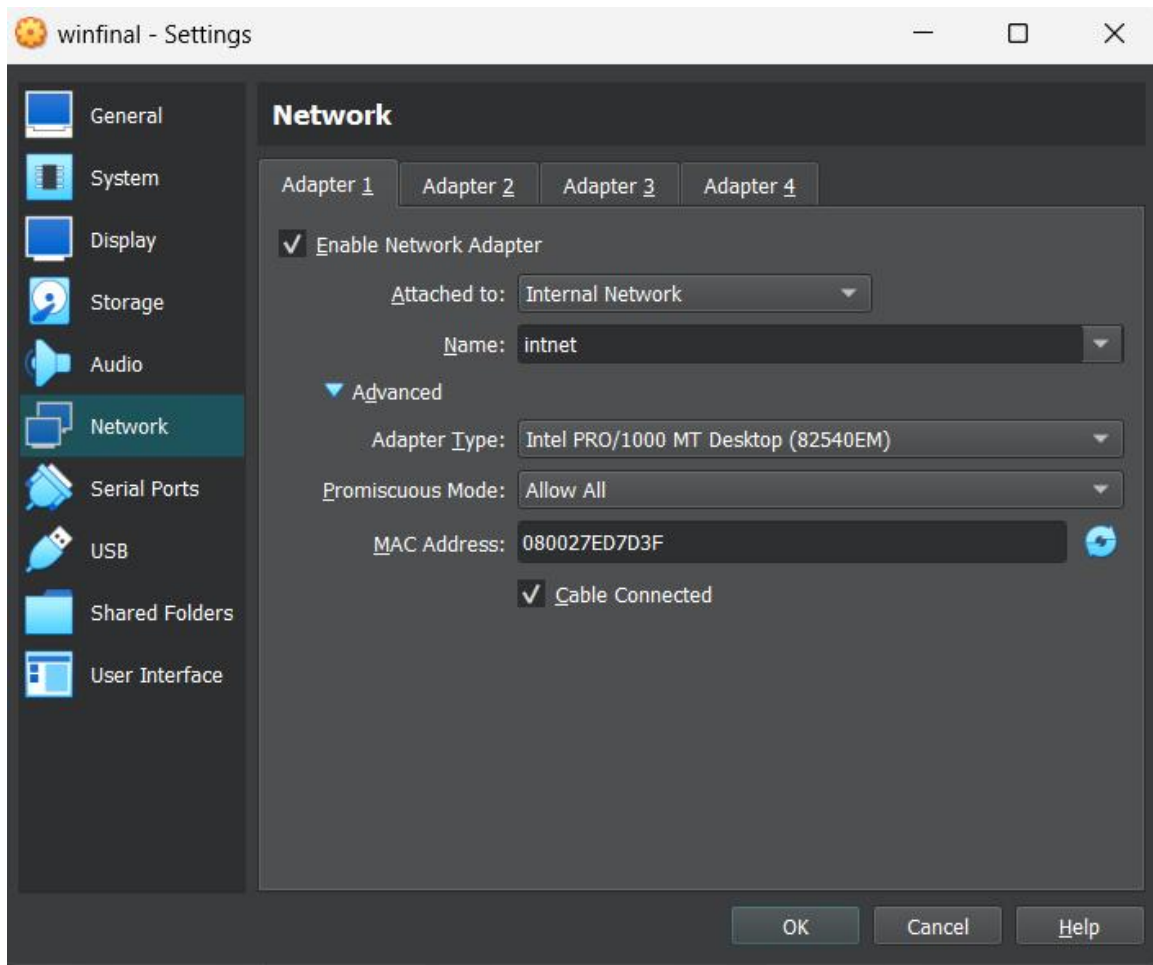 winfinal - Settings
General
System
Display
Storage
Audio
Network
Serial Ports
USB
Shared Folders
User Interface
Network
Adapter 1 Adapter 2 Adapter 3 Adapter 4
Enable Network Adapter
Attached to: Internal Network
Name: intnet
Advanced
Adapter Type: Intel PRO/1000 MT Desktop (82540EM)
Promiscuous Mode: Allow All
MAC Address: 080027ED7D3F
Cable Connected
OK Cancel Help